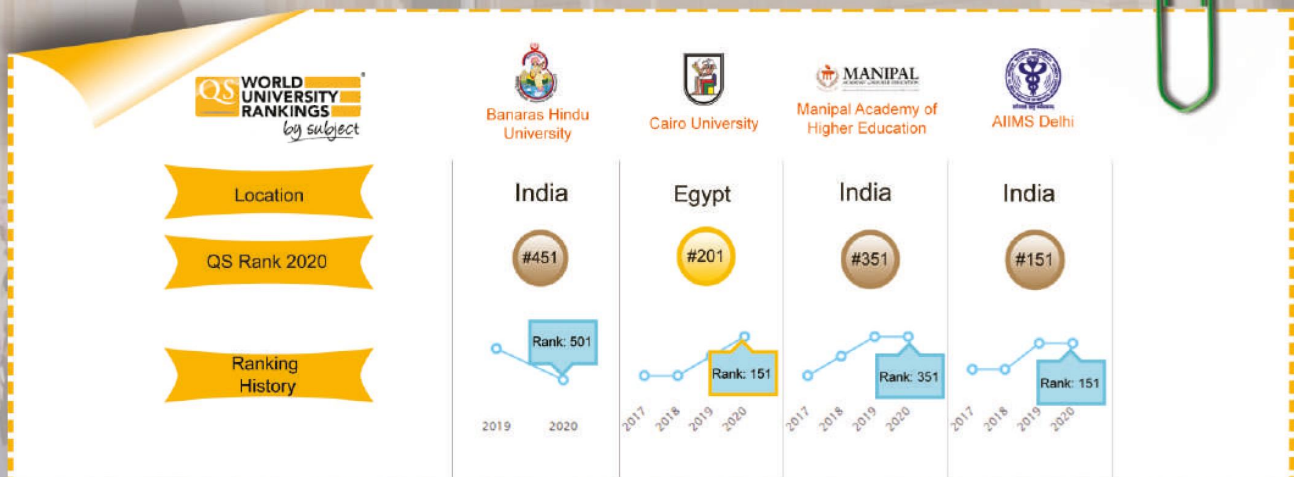 QS WORLD
UNIVERSITY
RANKINGS
by subject
Banaras Hindu
University
Cairo University
MANIPAL
Manipal Academy of
Higher Education
AIIMS Delhi
Location
India
Egypt
India
India
QS Rank 2020
#451
#201
#351
#151
Ranking
History
Rank: 501
Rank: 151
Rank: 351
Rank: 151
2019 2020
2017 2018 2019 2020
2017 2018 2019 2020
2017 2018 2019 2020